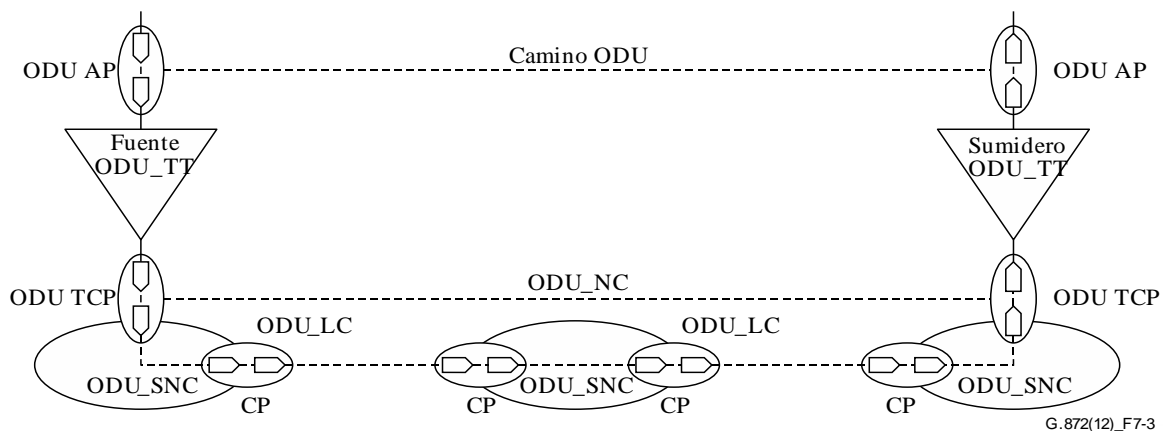 Camino ODU
ODU AP
ODU AP
Fuente
ODU_TT
Sumidero
ODU_TT
ODU_NC
ODU TCP
ODU TCP
ODU_LC
ODU_LC
ODU_SNC
ODU_SNC
ODU_SNC
CP
CP
CP
CP
G.872(12)_F7-3